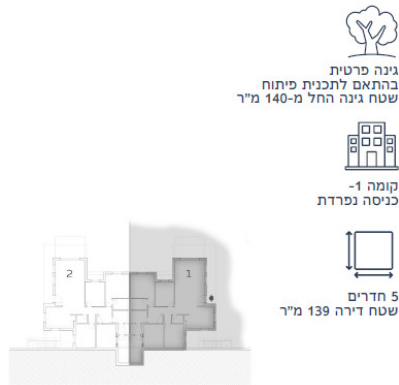 גינה פרטית
בהתאם לתכנית פיתוח
שטח גינה החל מ-140 מ"ר
קומה 1-
כניסה נפרדת
5 חדרים
שטח דירה 139 מ"ר
2
1